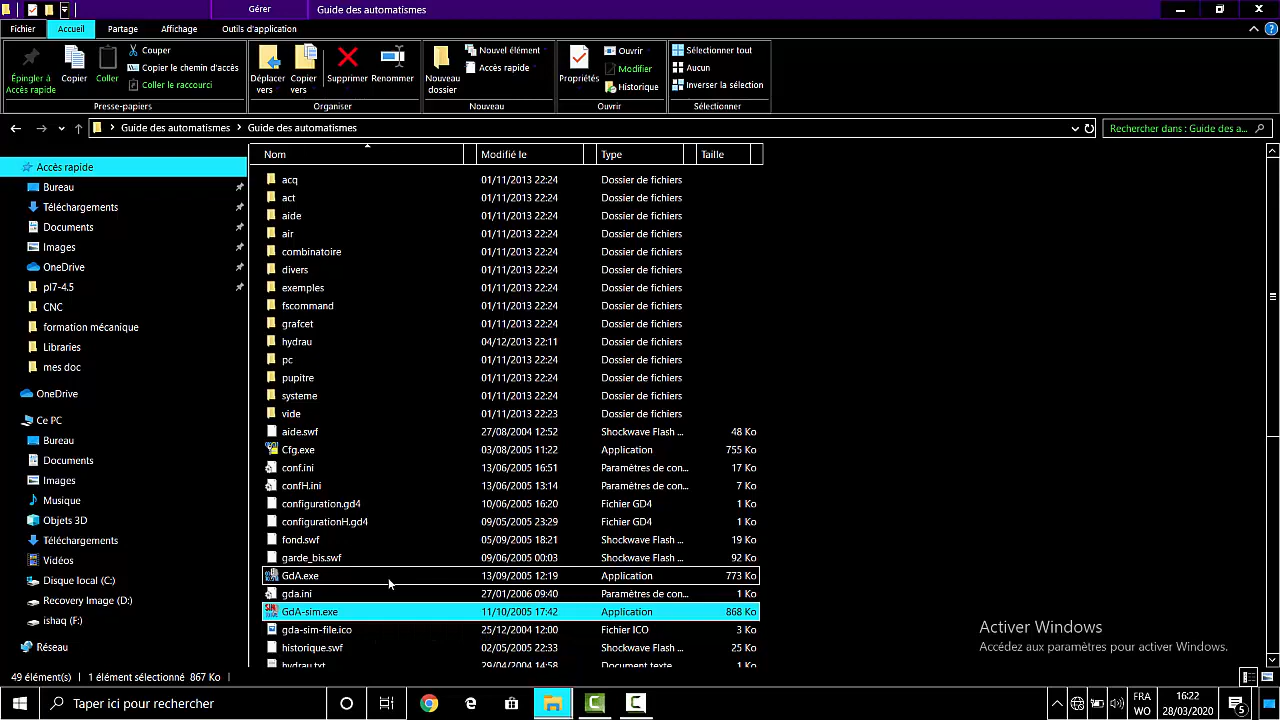 Gérer
Guide des automatismes
Fichier
Accueil
Partage
Affichage
Outils d'application
Épingler à
Accès rapide
Copier
Coller
Couper
Copier le chemin d'accès
Coller le raccourci
Presse-papiers
Déplacer
vers
Copier
vers
Supprimer
Renommer
Organiser
Nouveau
dossier
Nouvel élément
Accès rapide
Nouveau
Propriétés
Ouvrir
Modifier
Historique
Ouvrir
Sélectionner tout
Aucun
Inverser la sélection
Sélectionner
Guide des automatismes > Guide des automatismes
Rechercher dans : Guide des a...
Accès rapide
Bureau
Téléchargements
Documents
Images
OneDrive
pl7-4.5
CNC
formation mécanique
Libraries
mes doc
OneDrive
Ce PC
Bureau
Documents
Images
Musique
Objets 3D
Téléchargements
Vidéos
Disque local (C:)
Recovery Image (D:)
ishaq (F:)
Réseau
Nom Modifié le Type Taille
acq 01/11/2013 22:24 Dossier de fichiers
act 01/11/2013 22:24 Dossier de fichiers
aide 01/11/2013 22:24 Dossier de fichiers
air 01/11/2013 22:24 Dossier de fichiers
combinatoire 01/11/2013 22:24 Dossier de fichiers
divers 01/11/2013 22:24 Dossier de fichiers
exemples 01/11/2013 22:24 Dossier de fichiers
fscommand 01/11/2013 22:24 Dossier de fichiers
grafcet 01/11/2013 22:24 Dossier de fichiers
hydrau 04/12/2013 22:11 Dossier de fichiers
pc 01/11/2013 22:24 Dossier de fichiers
pupitre 01/11/2013 22:24 Dossier de fichiers
systeme 01/11/2013 22:24 Dossier de fichiers
vide 01/11/2013 22:23 Dossier de fichiers
aide.swf 27/08/2004 12:52 Shockwave Flash ... 48 Ko
Cfg.exe 03/08/2005 11:22 Application 755 Ko
conf.ini 13/06/2005 16:51 Paramètres de con... 17 Ko
confH.ini 13/06/2005 13:14 Paramètres de con... 7 Ko
configuration.gd4 10/06/2005 16:20 Fichier GD4 1 Ko
configurationH.gd4 09/05/2005 23:29 Fichier GD4 1 Ko
fond.swf 05/09/2005 18:21 Shockwave Flash ... 19 Ko
garde_bis.swf 09/06/2005 00:03 Shockwave Flash ... 92 Ko
GdA.exe 13/09/2005 12:19 Application 773 Ko
gda.ini 27/01/2006 09:40 Paramètres de con... 1 Ko
GdA-sim.exe 11/10/2005 17:42 Application 868 Ko
gda-sim-file.ico 25/12/2004 12:00 Fichier ICO 3 Ko
historique.swf 02/05/2005 22:33 Shockwave Flash ... 25 Ko
hydrau.txt 29/04/2004 14:58 Document texte
Activer Windows
Accédez aux paramètres pour activer Windows.
49 élément(s) 1 élément sélectionné 867 Ko
Taper ici pour rechercher
FRA
WO
16:22
28/03/2020
5